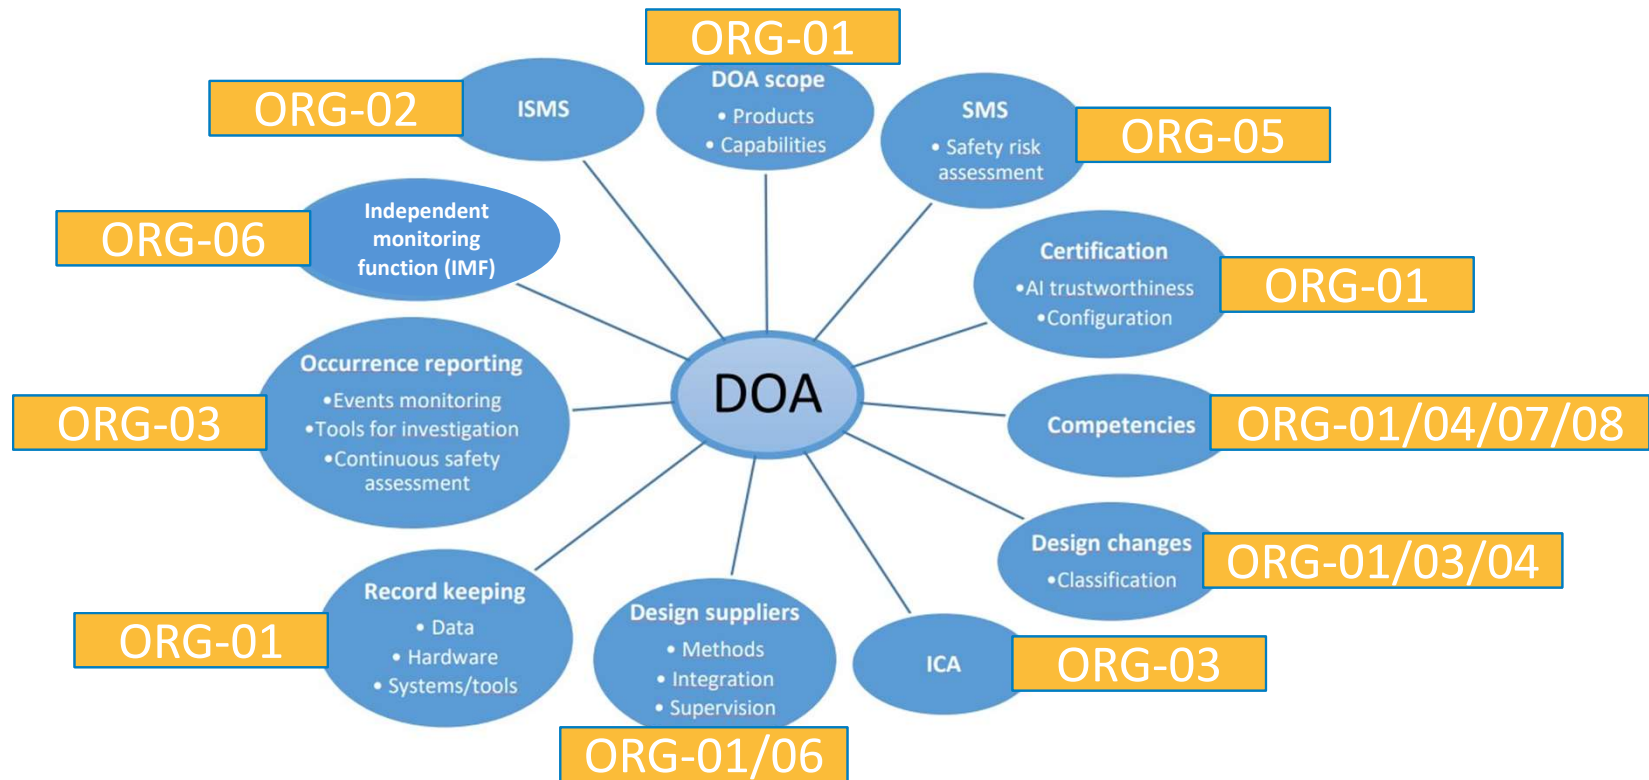 ORG-01
DOA scope
• Products
• Capabilities
ORG-02
ISMS
SMS
• Safety risk
assessment
ORG-05
ORG-06
Independent
monitoring
function (IMF)
Certification
•AI trustworthiness
•Configuration
ORG-01
Occurrence reporting
•Events monitoring
•Tools for investigation
•Continuous safety
assessment
ORG-03
DOA
Competencies
ORG-01/04/07/08
Design changes
•Classification
ORG-01/03/04
Record keeping
• Data
• Hardware
• Systems/tools
ORG-01
Design suppliers
• Methods
• Integration
• Supervision
ORG-01/06
ICA
ORG-03